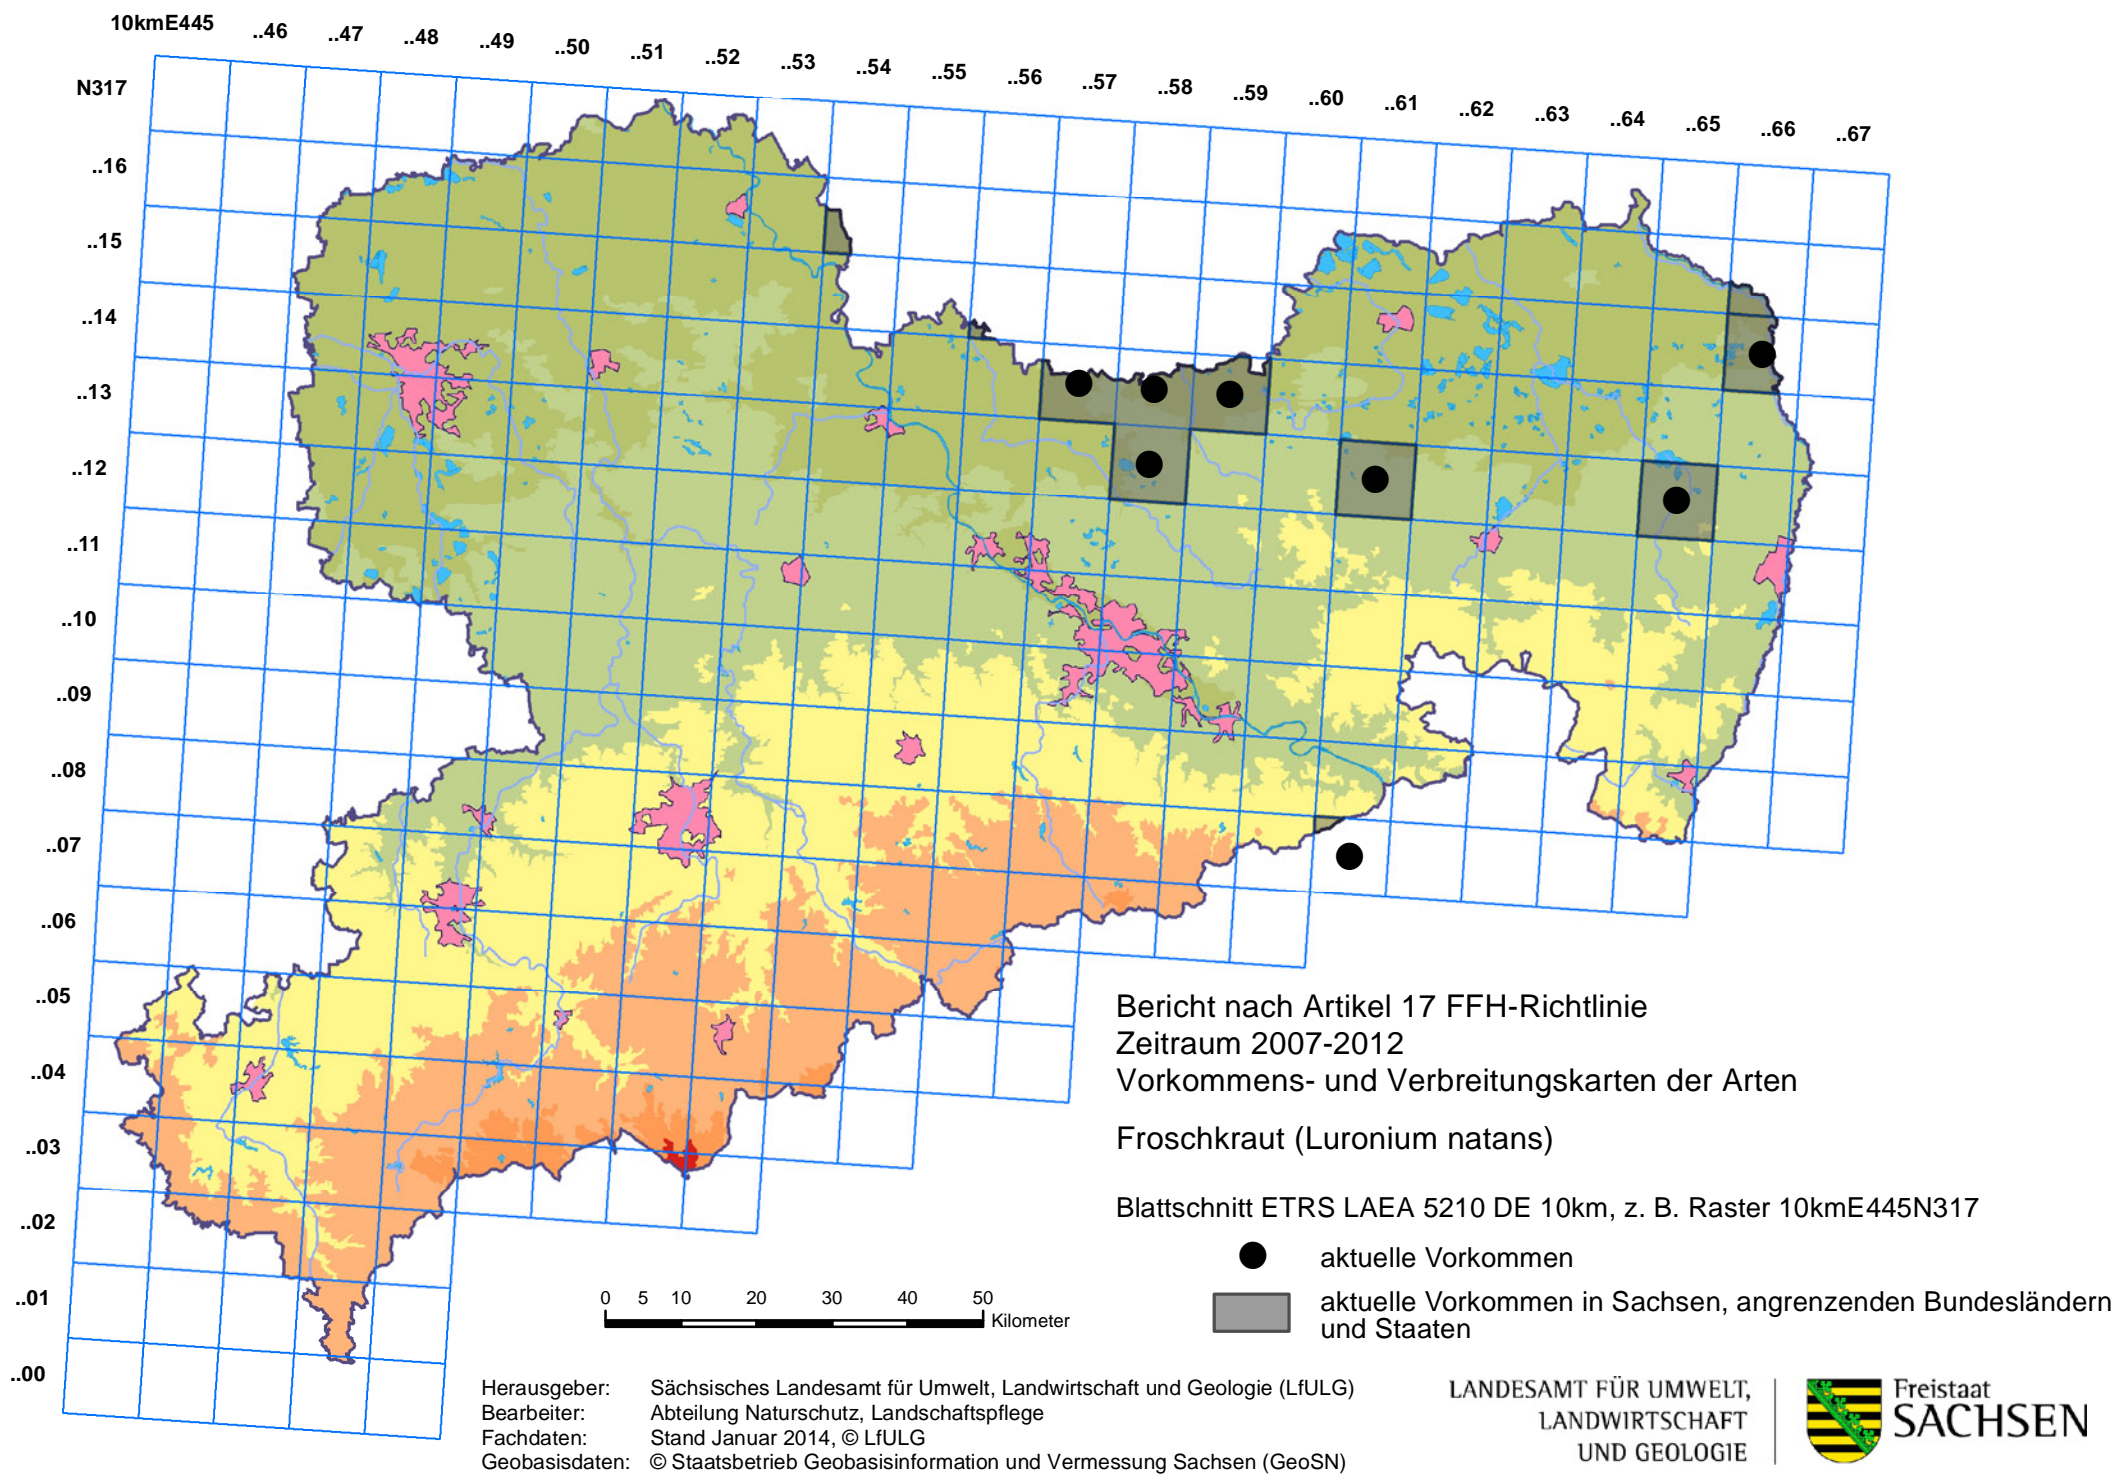 10kmE445 ..46 ..47 ..48 ..49 ..50 ..51 ..52 ..53 ..54 ..55 ..56 ..57 ..58 ..59 ..60 ..61 ..62 ..63 ..64 ..65 ..66 ..67
N317
..16
..15
..14
..13
..12
..11
..10
..09
..08
..07
..06
..05
..04
..03
..02
..01
..00
Bericht nach Artikel 17 FFH-Richtlinie
Zeitraum 2007-2012
Vorkommens- und Verbreitungskarten der Arten
Froschkraut (Luronium natans)
Blattschnitt ETRS LAEA 5210 DE 10km, z. B. Raster 10kmE445N317
aktuelle Vorkommen
aktuelle Vorkommen in Sachsen, angrenzenden Bundesländern
und Staaten
0 5 10 20 30 40 50
Kilometer
Herausgeber: Sächsisches Landesamt für Umwelt, Landwirtschaft und Geologie (LfULG)
Bearbeiter: Abteilung Naturschutz, Landschaftspflege
Fachdaten: Stand Januar 2014, © LfULG
Geobasisdaten: © Staatsbetrieb Geobasisinformation und Vermessung Sachsen (GeoSN)
LANDESAMT FÜR UMWELT,
LANDWIRTSCHAFT
UND GEOLOGIE
Freistaat
SACHSEN